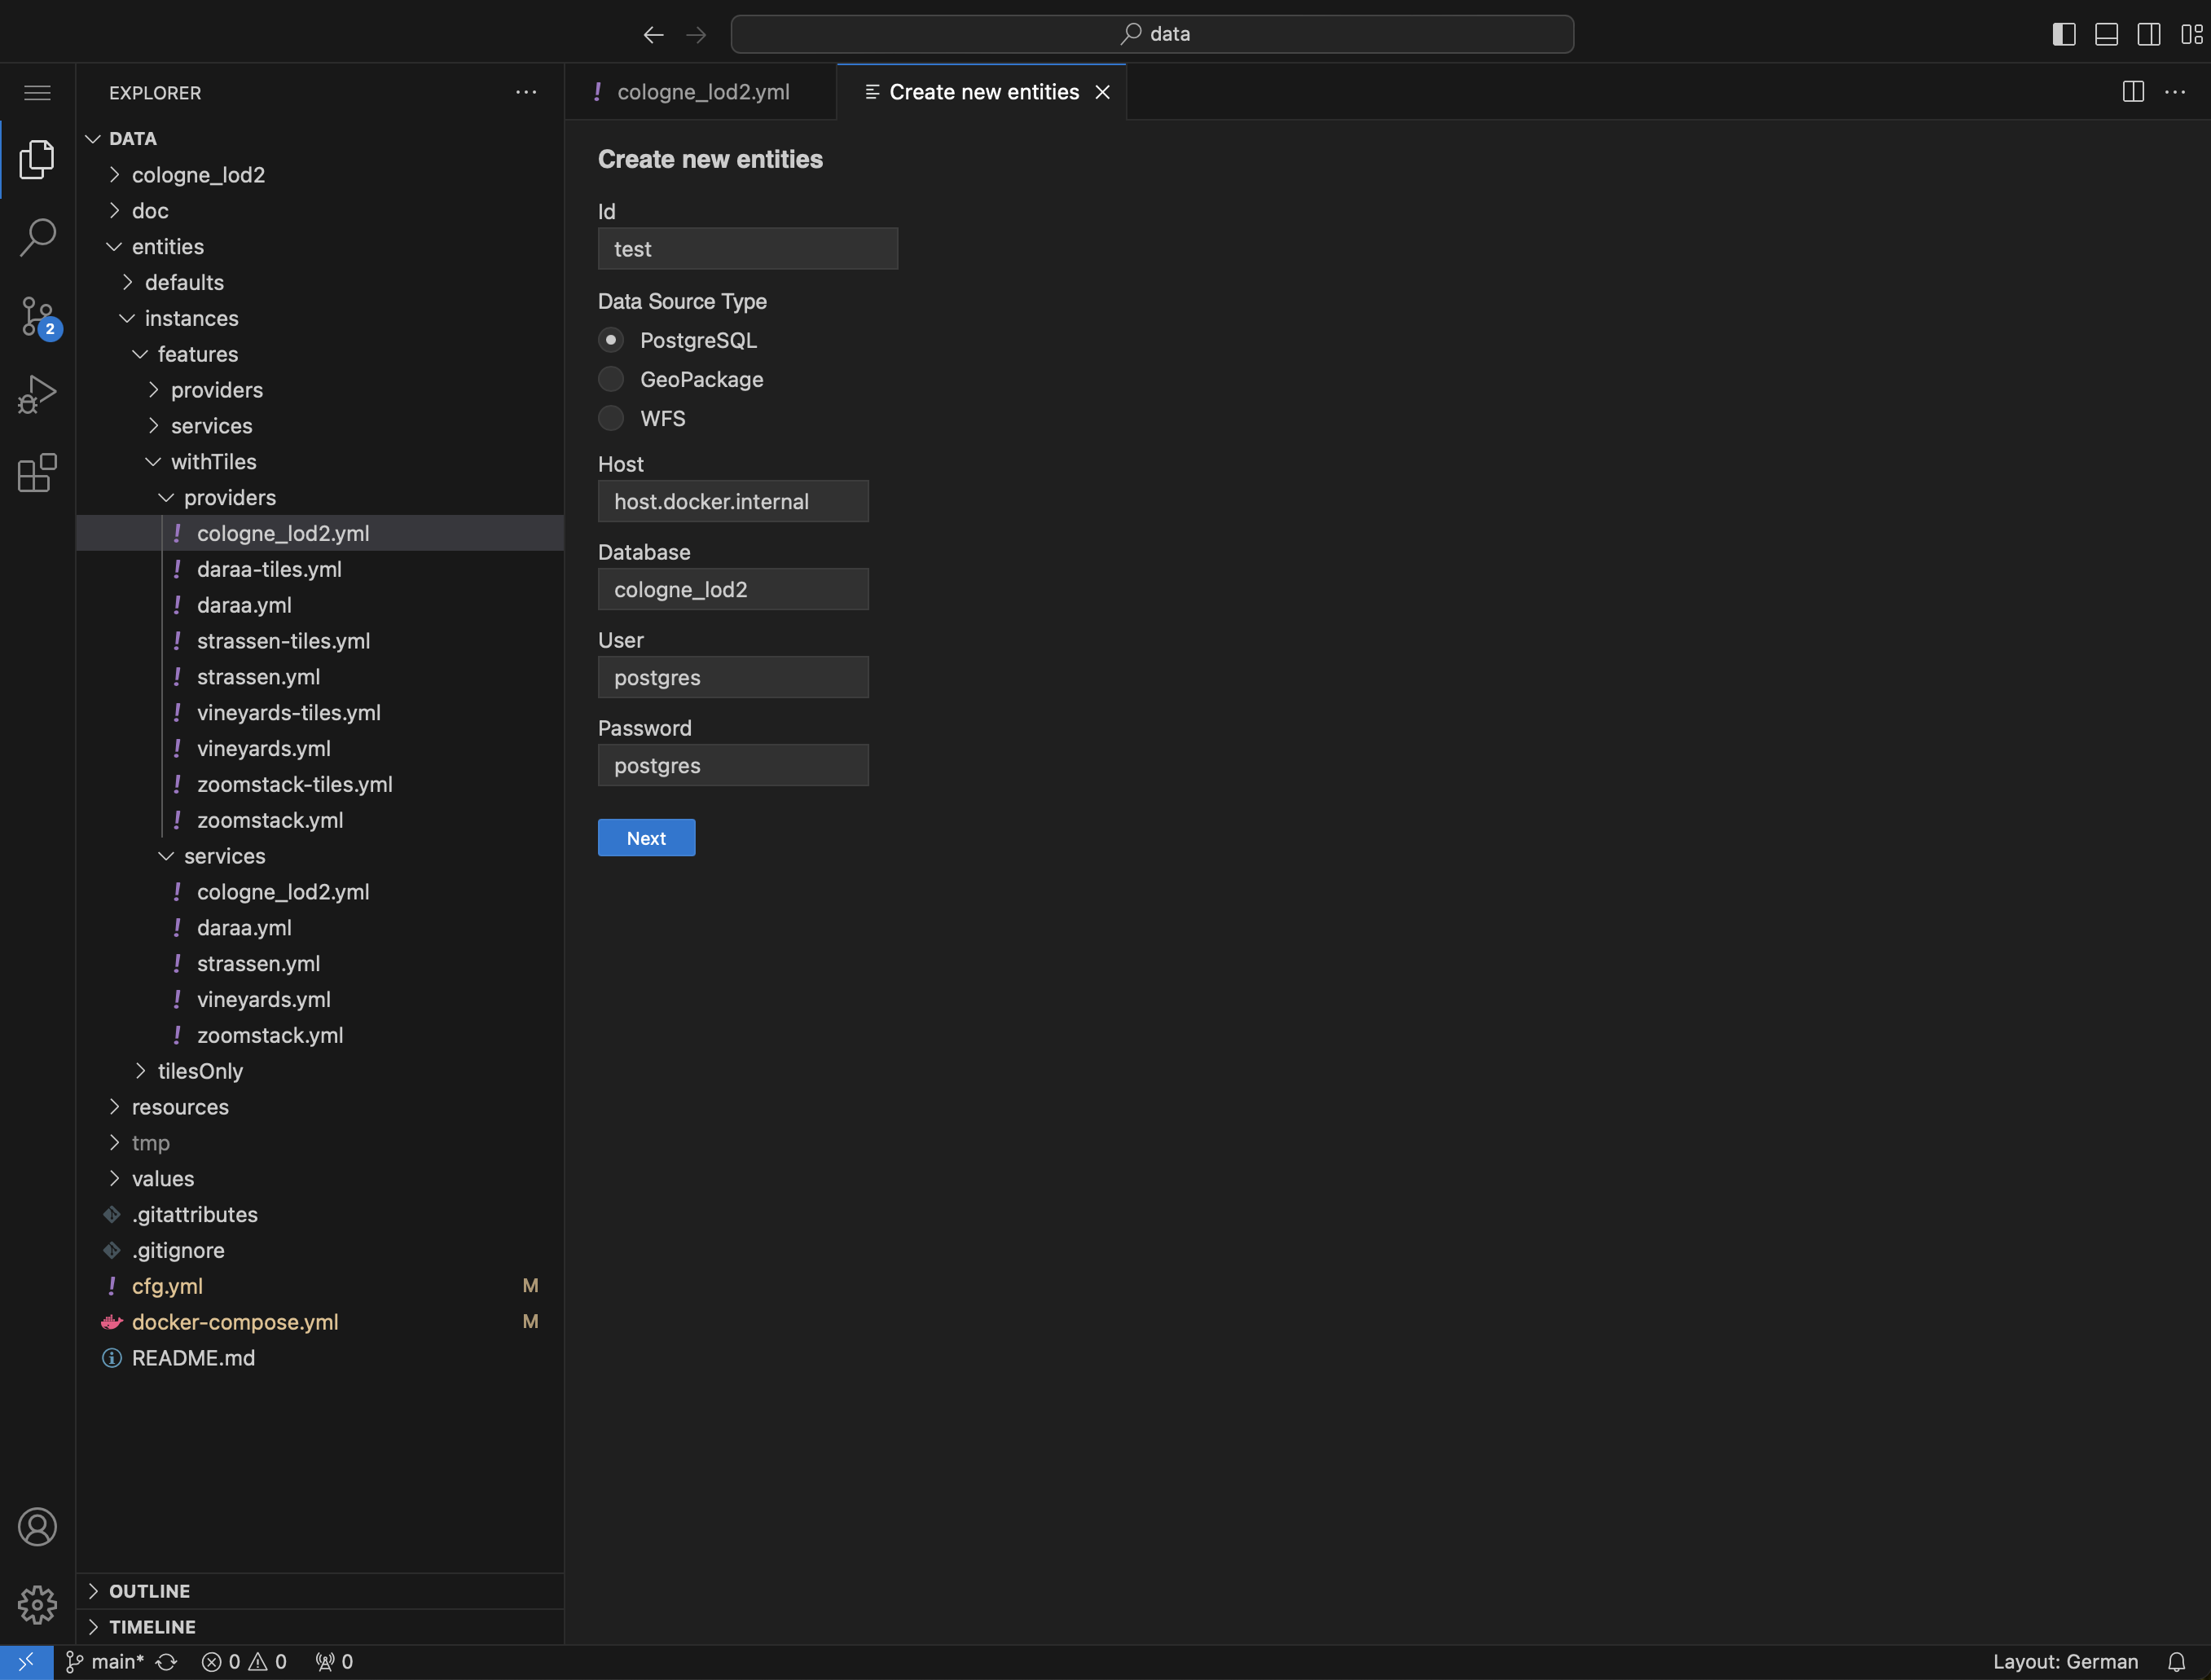 data
EXPLORER
DATA
cologne_lod2
doc
entities
defaults
instances
features
providers
services
withTiles
providers
cologne_lod2.yml
daraa-tiles.yml
daraa.yml
strassen-tiles.yml
strassen.yml
vineyards-tiles.yml
vineyards.yml
zoomstack-tiles.yml
zoomstack.yml
services
cologne_lod2.yml
daraa.yml
strassen.yml
vineyards.yml
zoomstack.yml
tilesOnly
resources
tmp
values
.gitattributes
.gitignore
cfg.yml M
docker-compose.yml M
README.md
OUTLINE
TIMELINE
2
cologne_lod2.yml
Create new entities
Create new entities
Id
test
Data Source Type
PostgreSQL
GeoPackage
WFS
Host
host.docker.internal
Database
cologne_lod2
User
postgres
Password
postgres
Next
main* 0 0 0 Layout: German